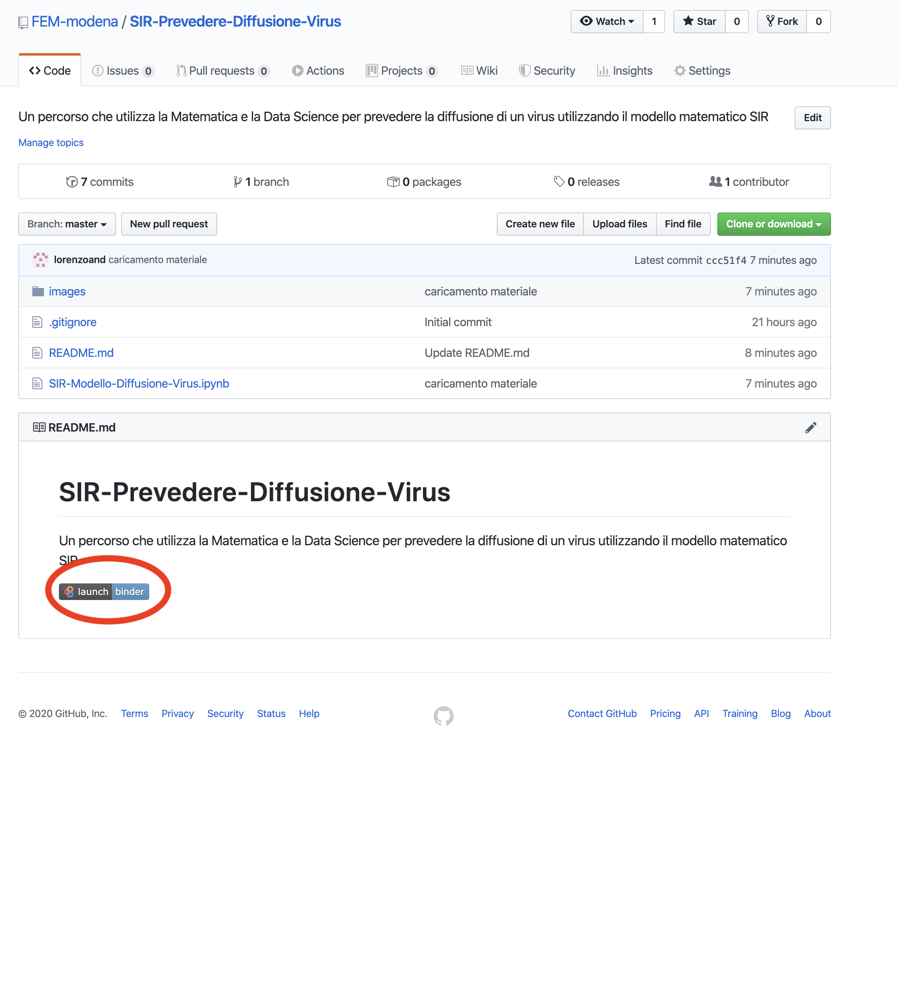 FEM-modena / SIR-Prevedere-Diffusione-Virus
Watch 1 Star 0 Fork 0
Code Issues 0 Pull requests 0 Actions Projects 0 Wiki Security Insights Settings
Un percorso che utilizza la Matematica e la Data Science per prevedere la diffusione di un virus utilizzando il modello matematico SIR
Edit
Manage topics
7 commits 1 branch 0 packages 0 releases 1 contributor
Branch: master New pull request Create new file Upload files Find file Clone or download
lorenzoand caricamento materiale Latest commit ccc51f4 7 minutes ago
images caricamento materiale 7 minutes ago
.gitignore Initial commit 21 hours ago
README.md Update README.md 8 minutes ago
SIR-Modello-Diffusione-Virus.ipynb caricamento materiale 7 minutes ago
README.md
SIR-Prevedere-Diffusione-Virus
Un percorso che utilizza la Matematica e la Data Science per prevedere la diffusione di un virus utilizzando il modello matematico
SIR
launch binder
© 2020 GitHub, Inc. Terms Privacy Security Status Help Contact GitHub Pricing API Training Blog About